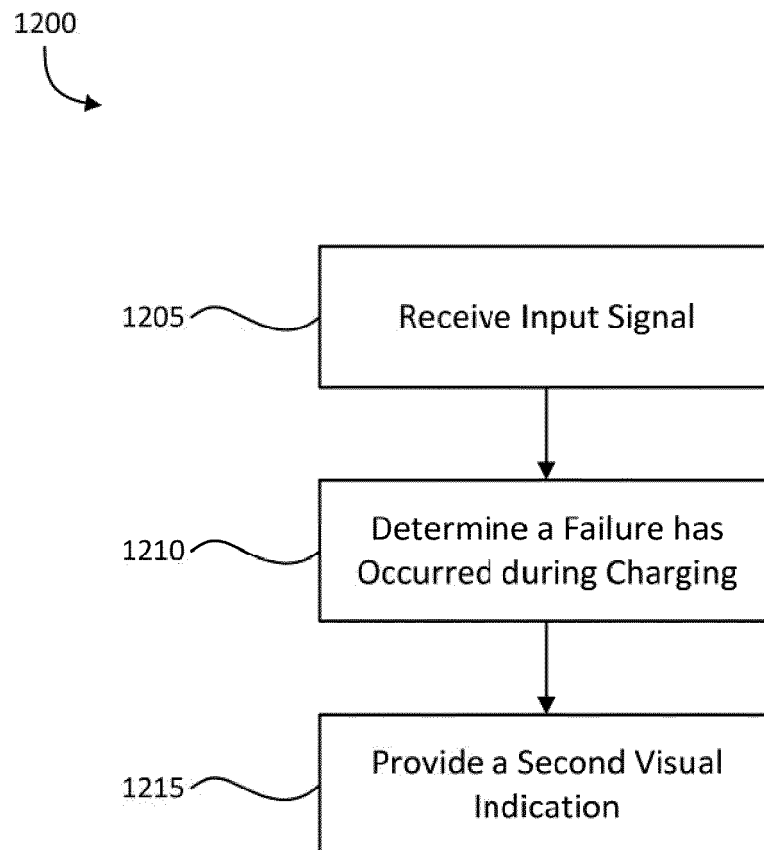 1200
1205
Receive Input Signal
1210
Determine a Failure has
Occurred during Charging
1215
Provide a Second Visual
Indication